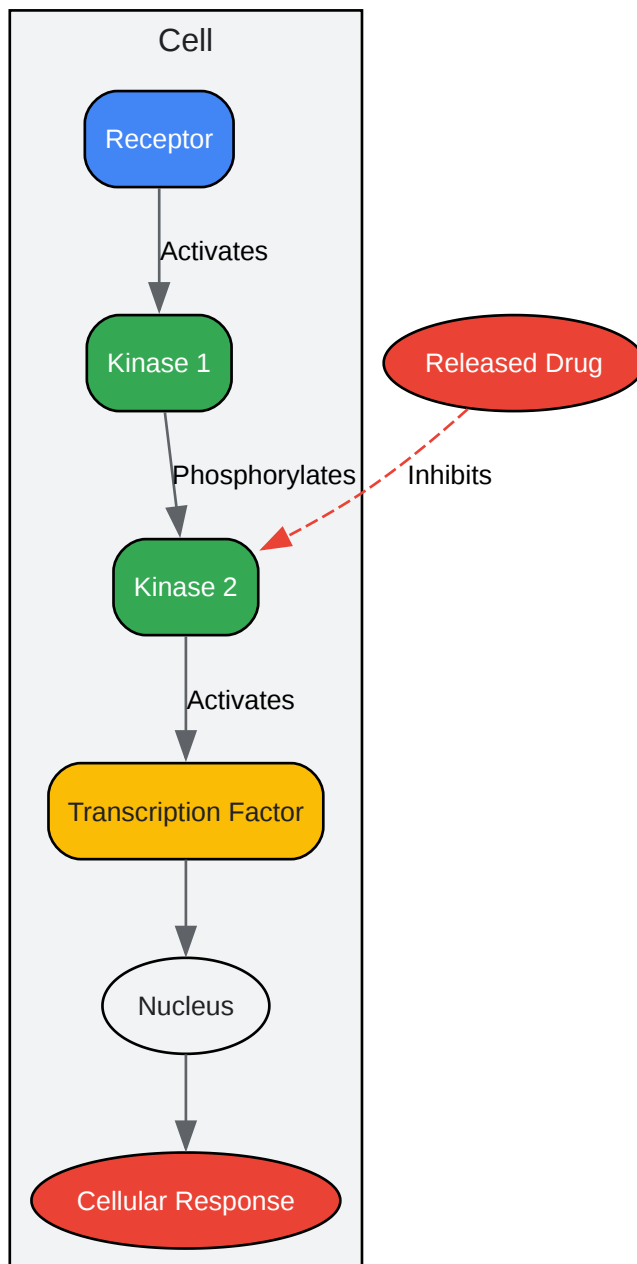 Cell
Receptor
Activates
Kinase 1
Released Drug
Phosphorylates
Inhibits
Kinase 2
Activates
Transcription Factor
Nucleus
Cellular Response